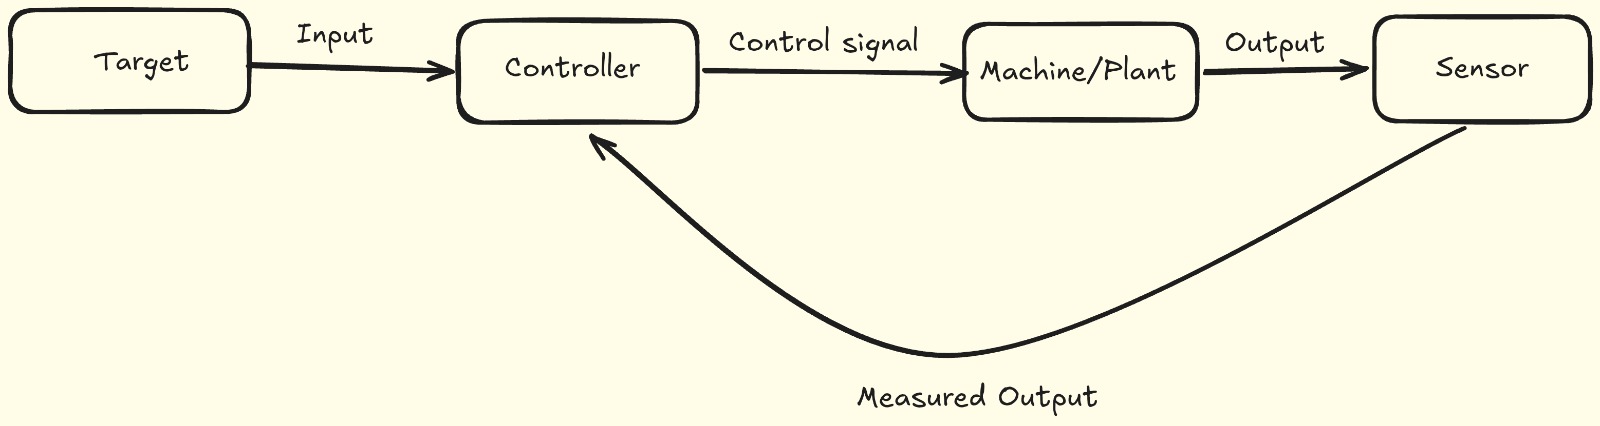 Target
Input
Controller
Control signal
Machine/Plant
Output
Sensor
Measured Output